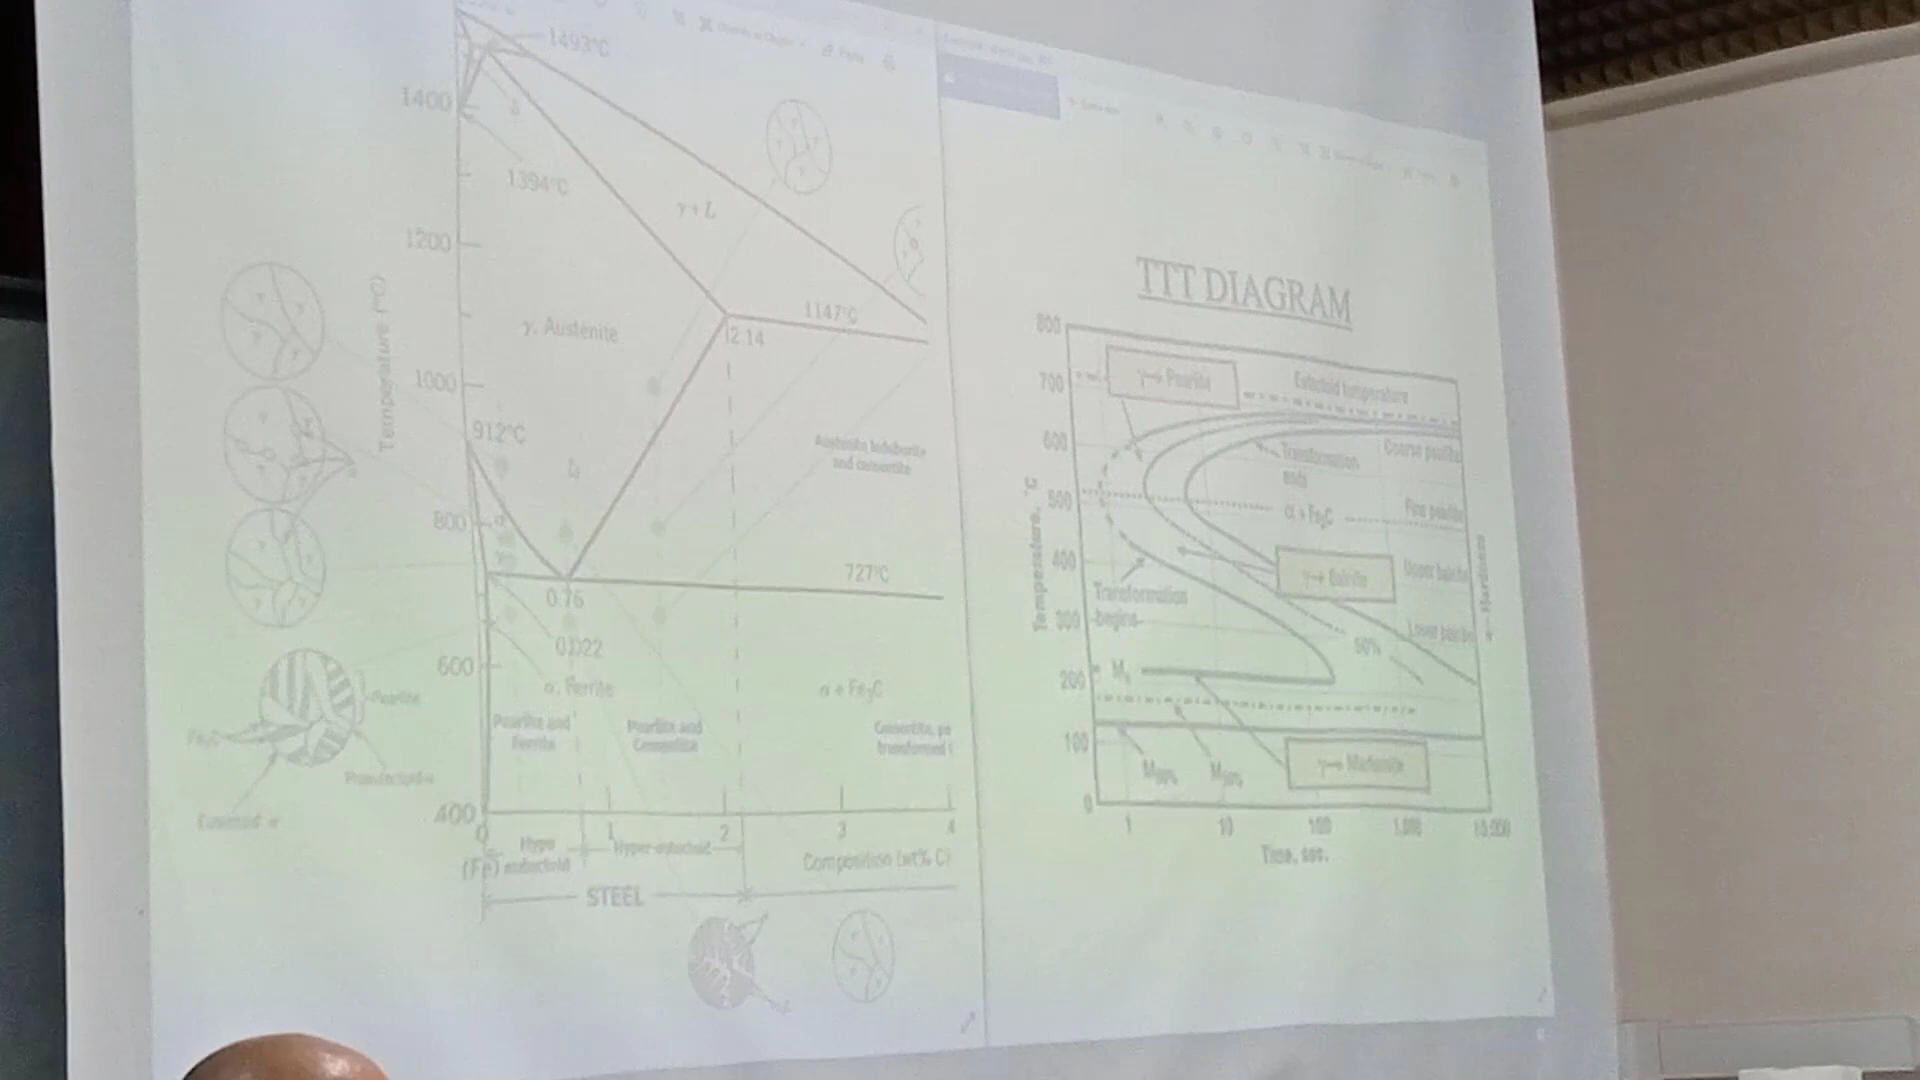 1493°C
1400
δ
1394°C
γ+L
1200
Temperature (°C)
γ, Austenite
1147°C
2.14
1000
912°C
Austenite, ledeburite
and cementite
800
α
727°C
0.76
0.022
600
α, Ferrite
α + Fe₃C
Pearlite and
Ferrite
Pearlite and
Cementite
Cementite, pe
transformed
Pearlite
Fe₃C
Eutectoid α
400
0
1
2
3
4
Hypo
(Fe) eutectoid
Hyper-eutectoid
Composition (wt% C)
STEEL
TTT DIAGRAM
800
700
600
500
400
300
200
100
0
Temperature, °C
γ→ Pearlite
Eutectoid temperature
Coarse pearlite
Transformation
ends
α + Fe₃C
Fine pearlite
γ→ Bainite
Upper bainite
Transformation
begins
Lower bainite
50%
Hardness
Mₛ
M₉₀%
M₅₀%
γ→ Martensite
1
10
100
1,000
10,000
Time, sec.